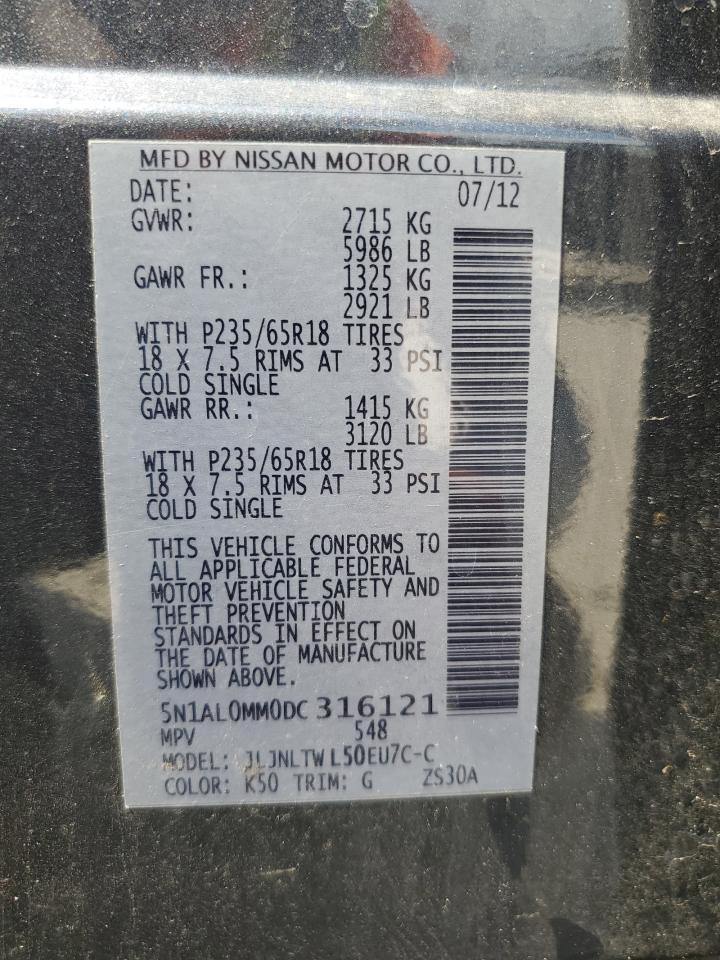 MFD BY NISSAN MOTOR CO., LTD.
DATE: 07/12
GVWR: 2715 KG
5986 LB
GAWR FR.: 1325 KG
2921 LB
WITH P235/65R18 TIRES
18 X 7.5 RIMS AT 33 PSI
COLD SINGLE
GAWR RR.: 1415 KG
3120 LB
WITH P235/65R18 TIRES
18 X 7.5 RIMS AT 33 PSI
COLD SINGLE
THIS VEHICLE CONFORMS TO
ALL APPLICABLE FEDERAL
MOTOR VEHICLE SAFETY AND
THEFT PREVENTION
STANDARDS IN EFFECT ON
THE DATE OF MANUFACTURE
SHOWN ABOVE.
5N1AL0MM0DC 316121
MPV 548
MODEL: JLJNLTW L50EU7C-C
COLOR: K50 TRIM: G ZS30A